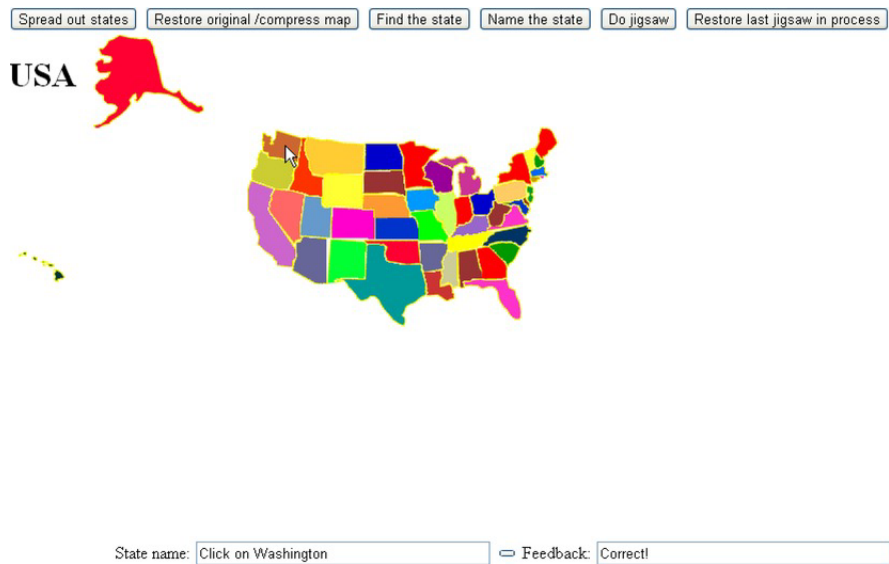 Spread out states Restore original /compress map Find the state Name the state Do jigsaw Restore last jigsaw in process
USA
State name: Click on Washington Feedback: Correct!